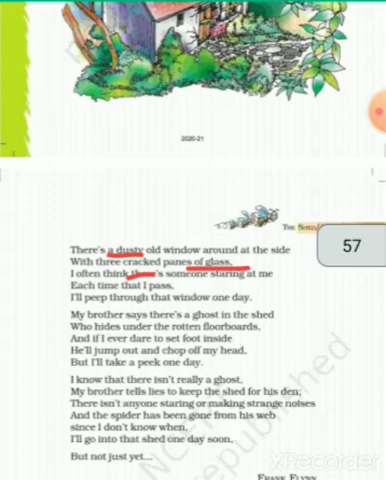 2020-21
THE SHED
57
There's a dusty old window around at the side
With three cracked panes of glass,
I often think there's someone staring at me
Each time that I pass,
I'll peep through that window one day.
My brother says there's a ghost in the shed
Who hides under the rotten floorboards,
And if I ever dare to set foot inside
He'll jump out and chop off my head,
But I'll take a peek one day.
I know that there isn't really a ghost,
My brother tells lies to keep the shed for his den;
There isn't anyone staring or making strange noises
And the spider has been gone from his web
since I don't know when,
I'll go into that shed one day soon,
But not just yet...
FRANK FLYNN
XRecorder